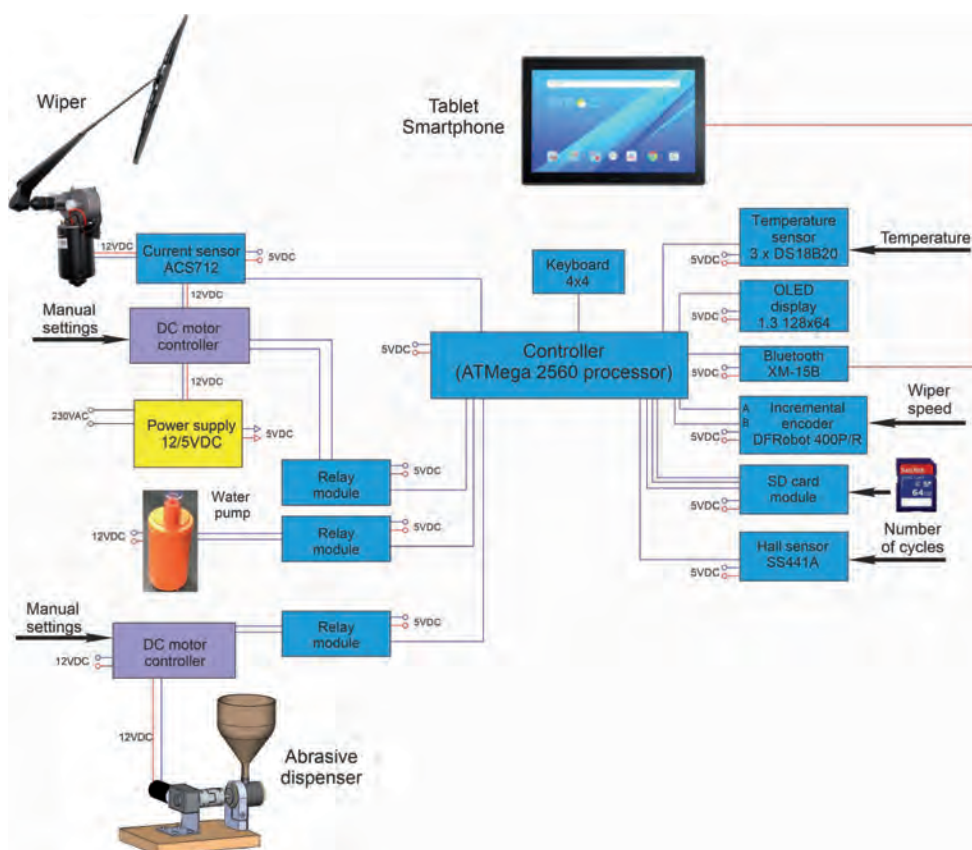 Wiper
Tablet
Smartphone
12VDC
Current sensor
ACS712
5VDC
12VDC
Manual
settings
DC motor
controller
12VDC
230VAC
Power supply
12/5VDC
5VDC
Keyboard
4x4
5VDC
Controller
(ATMega 2560 processor)
Temperature
sensor
3 x DS18B20
5VDC
Temperature
OLED
display
1.3 128x64
5VDC
Bluetooth
XM-15B
5VDC
Wiper
speed
A
B
Incremental
encoder
DFRobot 400P/R
5VDC
SD card
module
5VDC
SanDisk
64
Number
of cycles
Hall sensor
SS441A
5VDC
Relay
module
5VDC
Water
pump
12VDC
Relay
module
5VDC
Manual
settings
DC motor
controller
12VDC
Relay
module
5VDC
12VDC
Abrasive
dispenser